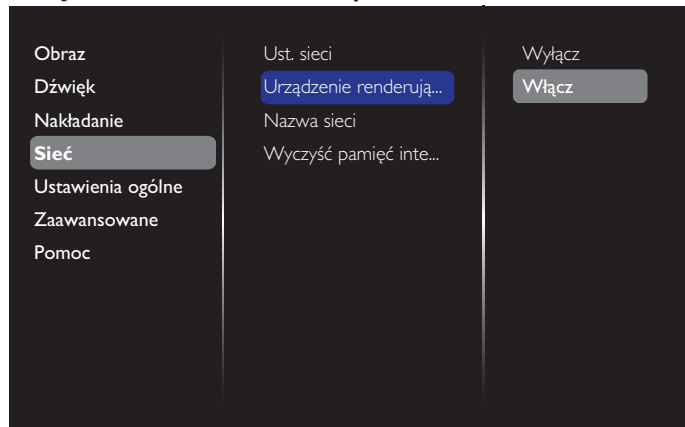 Obraz
Dźwięk
Nakładanie
Sieć
Ustawienia ogólne
Zaawansowane
Pomoc
Ust. sieci
Urządzenie renderują...
Nazwa sieci
Wyczyść pamięć inte...
Wyłącz
Włącz